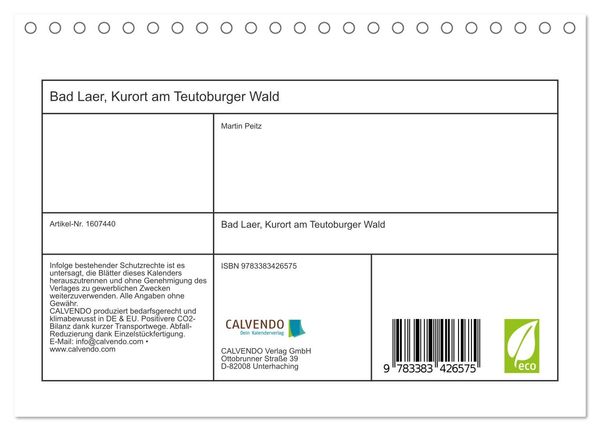 Bad Laer, Kurort am Teutoburger Wald
Martin Peitz
Artikel-Nr. 1607440
Bad Laer, Kurort am Teutoburger Wald
Infolge bestehender Schutzrechte ist es
untersagt, die Blätter dieses Kalenders
herauszutrennen und ohne Genehmigung des
Verlages zu gewerblichen Zwecken
weiterzuverwenden. Alle Angaben ohne
Gewähr.
CALVENDO produziert bedarfsgerecht und
klimabewusst in DE & EU. Positivere CO2-
Bilanz dank kurzer Transportwege. Abfall-
Reduzierung dank Einzelstückfertigung.
E-Mail: info@calvendo.com •
www.calvendo.com
ISBN 9783383426575
CALVENDO
Dein Kalenderverlag
CALVENDO Verlag GmbH
Ottobrunner Straße 39
D-82008 Unterhaching
9 783383 426575
eco